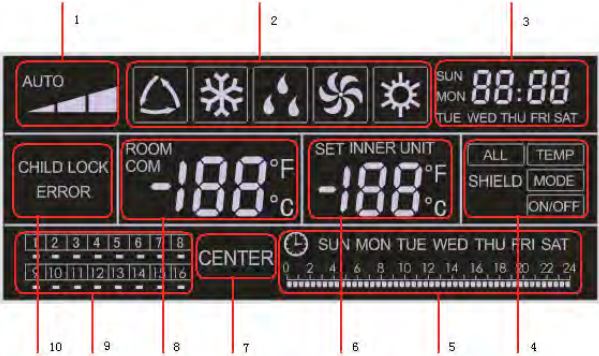 1 2 3
AUTO
SUN 88:88
MON
TUE WED THU FRI SAT
CHILD LOCK
ERROR
ROOM
COM -188 °F
°C
SET INNER UNIT
-188 °F
°C
ALL TEMP
SHIELD MODE
ON/OFF
1 2 3 4 5 6 7 8
9 10 11 12 13 14 15 16
CENTER
SUN MON TUE WED THU FRI SAT
0 2 4 6 8 10 12 14 16 18 20 22 24
10 9 8 7 6 5 4